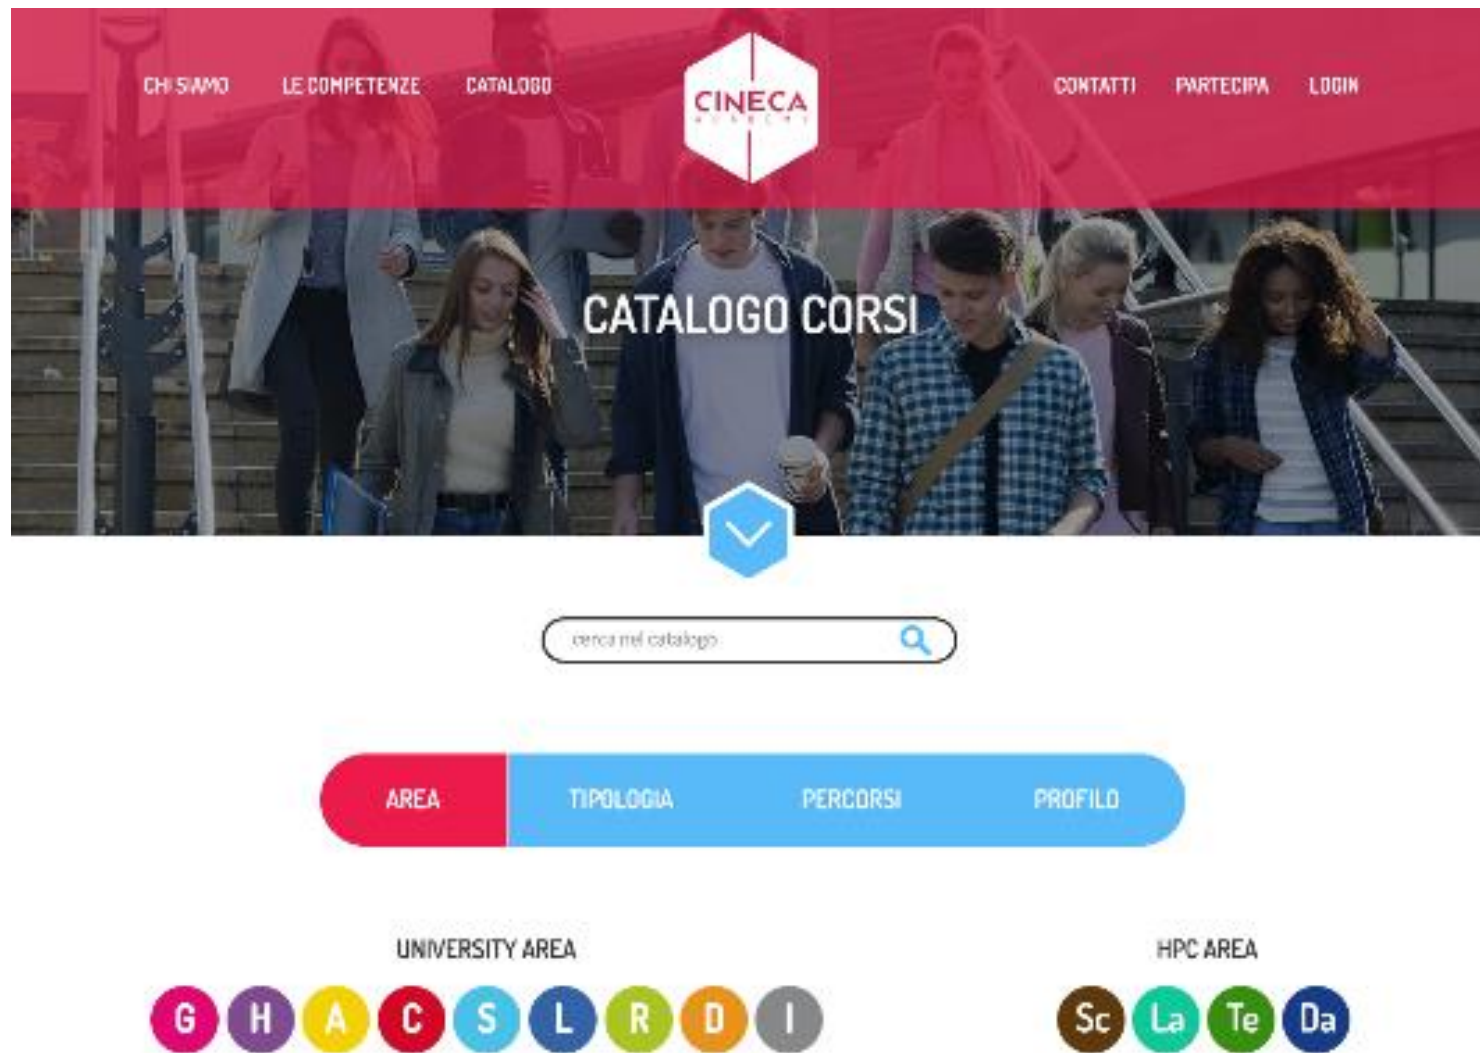 CHI SIAMO
LE COMPETENZE
CATALOGO
CINECA
ACADEMY
CONTATTI
PARTECIPA
LOGIN
CATALOGO CORSI
cerca nel catalogo
AREA
TIPOLOGIA
PERCORSI
PROFILO
UNIVERSITY AREA
HPC AREA
G H A C S L R D I
Sc La Te Da